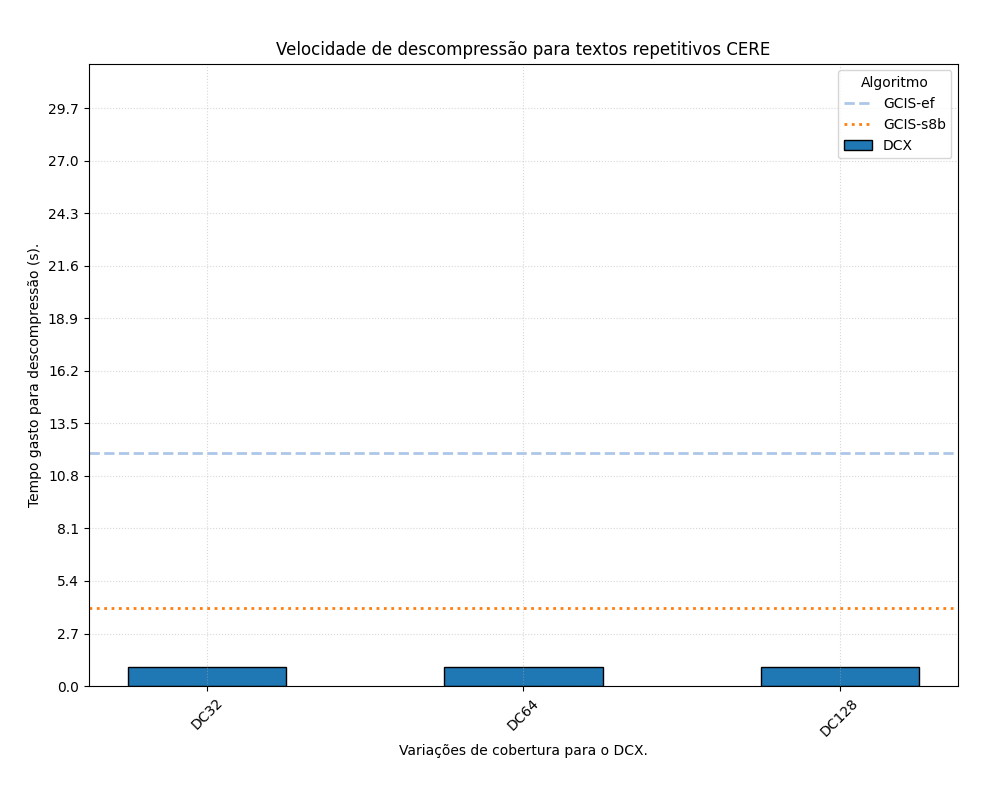 Velocidade de descompressão para textos repetitivos CERE
Algoritmo
GCIS-ef
GCIS-s8b
DCX
Tempo gasto para descompressão (s).
29.7
27.0
24.3
21.6
18.9
16.2
13.5
10.8
8.1
5.4
2.7
0.0
DC32
DC64
DC128
Variações de cobertura para o DCX.